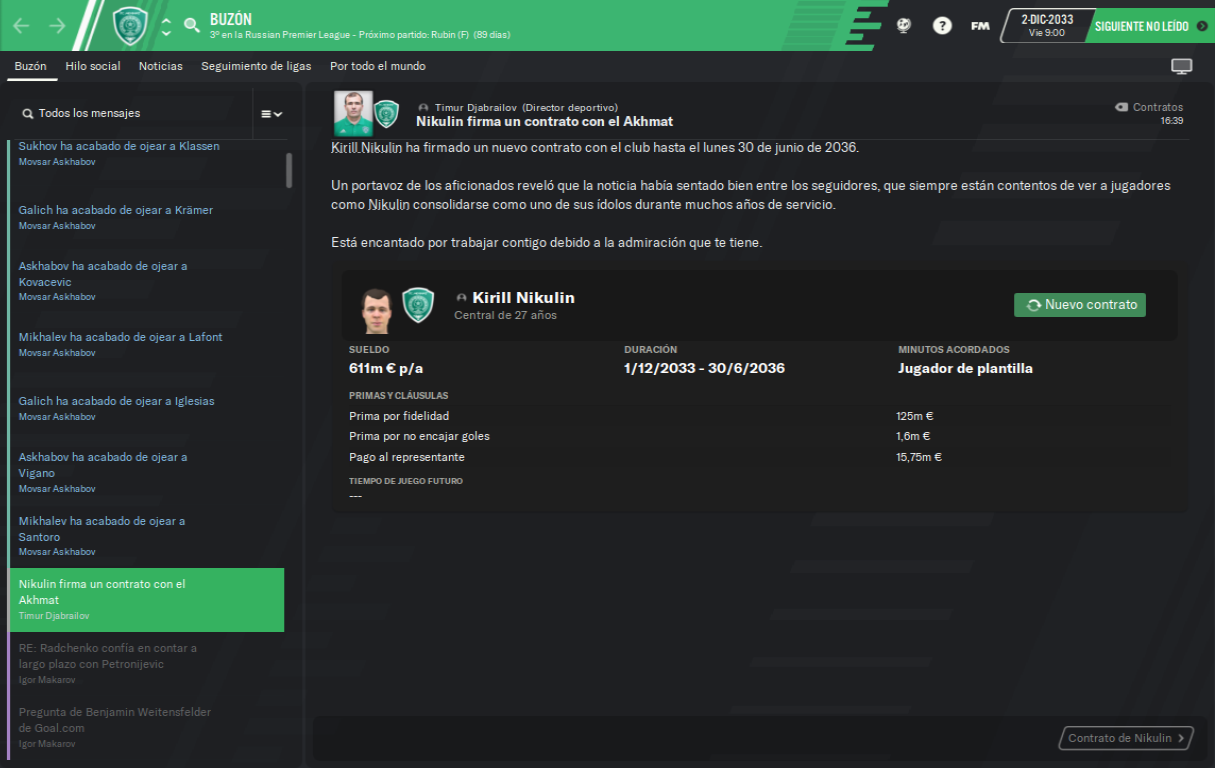 BUZÓN
3º en la Russian Premier League - Próximo partido: Rubin (F) (89 días)
?
FM
2-DIC-2033
Vie 9:00
SIGUIENTE NO LEÍDO
Buzón
Hilo social
Noticias
Seguimiento de ligas
Por todo el mundo
Todos los mensajes
Sukhov ha acabado de ojear a Klassen
Movsar Askhabov
Galich ha acabado de ojear a Krämer
Movsar Askhabov
Askhabov ha acabado de ojear a
Kovacevic
Movsar Askhabov
Mikhalev ha acabado de ojear a Lafont
Movsar Askhabov
Galich ha acabado de ojear a Iglesias
Movsar Askhabov
Askhabov ha acabado de ojear a
Vigano
Movsar Askhabov
Mikhalev ha acabado de ojear a
Santoro
Movsar Askhabov
Nikulin firma un contrato con el
Akhmat
Timur Djabrailov
RE: Radchenko confía en contar a
largo plazo con Petronijevic
Igor Makarov
Pregunta de Benjamin Weitensfelder
de Goal.com
Igor Makarov
Timur Djabrailov (Director deportivo)
Nikulin firma un contrato con el Akhmat
Contratos
16:39
Kirill Nikulin ha firmado un nuevo contrato con el club hasta el lunes 30 de junio de 2036.
Un portavoz de los aficionados reveló que la noticia había sentado bien entre los seguidores, que siempre están contentos de ver a jugadores
como Nikulin consolidarse como uno de sus ídolos durante muchos años de servicio.
Está encantado por trabajar contigo debido a la admiración que te tiene.
Kirill Nikulin
Central de 27 años
Nuevo contrato
SUELDO
611m € p/a
DURACIÓN
1/12/2033 - 30/6/2036
MINUTOS ACORDADOS
Jugador de plantilla
PRIMAS Y CLÁUSULAS
Prima por fidelidad
125m €
Prima por no encajar goles
1,6m €
Pago al representante
15,75m €
TIEMPO DE JUEGO FUTURO
---
Contrato de Nikulin